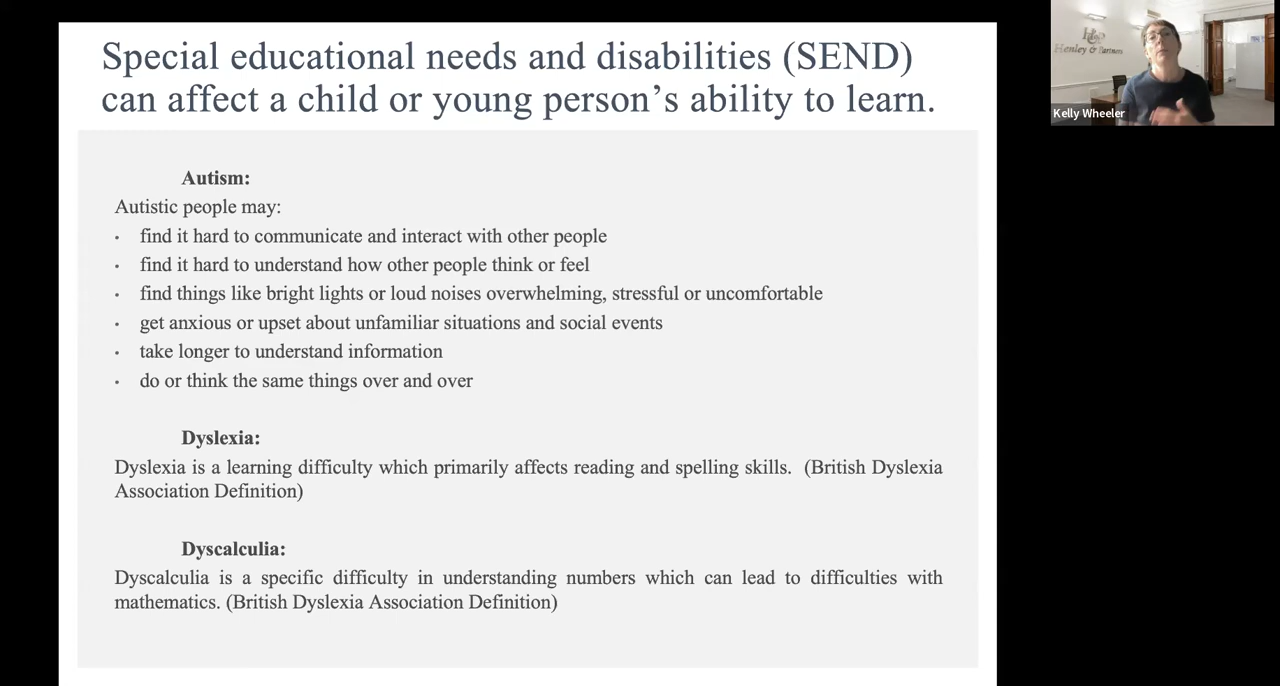 Special educational needs and disabilities (SEND)
can affect a child or young person’s ability to learn.
Autism:
Autistic people may:
· find it hard to communicate and interact with other people
· find it hard to understand how other people think or feel
· find things like bright lights or loud noises overwhelming, stressful or uncomfortable
· get anxious or upset about unfamiliar situations and social events
· take longer to understand information
· do or think the same things over and over
Dyslexia:
Dyslexia is a learning difficulty which primarily affects reading and spelling skills. (British Dyslexia
Association Definition)
Dyscalculia:
Dyscalculia is a specific difficulty in understanding numbers which can lead to difficulties with
mathematics. (British Dyslexia Association Definition)
Henley & Partners
Kelly Wheeler